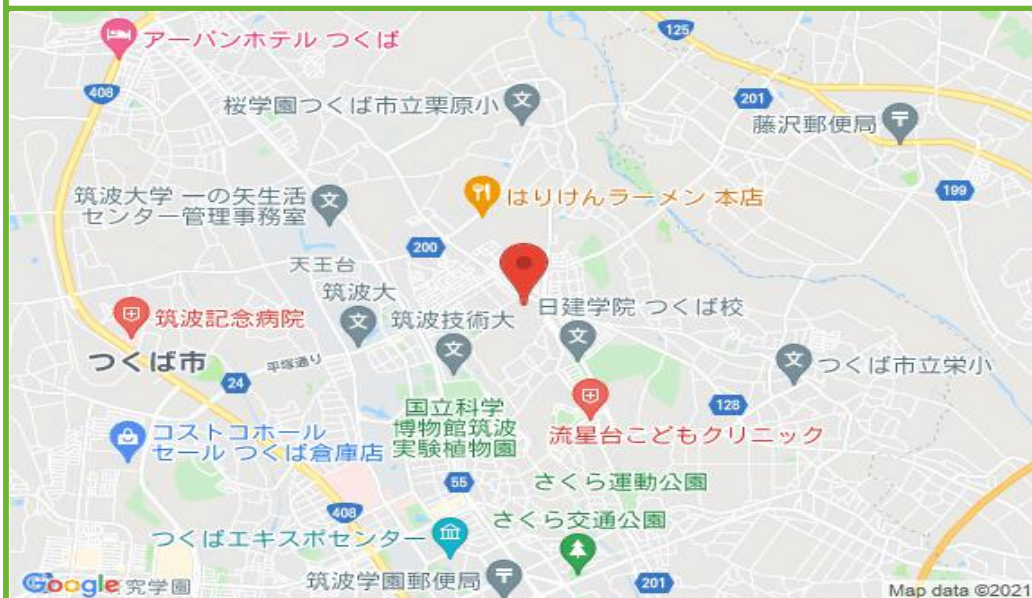 アーバンホテル つくば
125
408
桜学園つくば市立栗原小
201
藤沢郵便局
筑波大学 一の矢生活
センター管理事務室
はりけんラーメン 本店
199
200
天王台
筑波大
筑波技術大
日建学院 つくば校
筑波記念病院
つくば市
平塚通り
24
つくば市立栄小
国立科学
博物館筑波
実験植物園
128
流星台こどもクリニック
コストコホール
セール つくば倉庫店
55
さくら運動公園
408
つくばエキスポセンター
さくら交通公園
筑波学園郵便局
201
Google
究学園
Map data ©2021